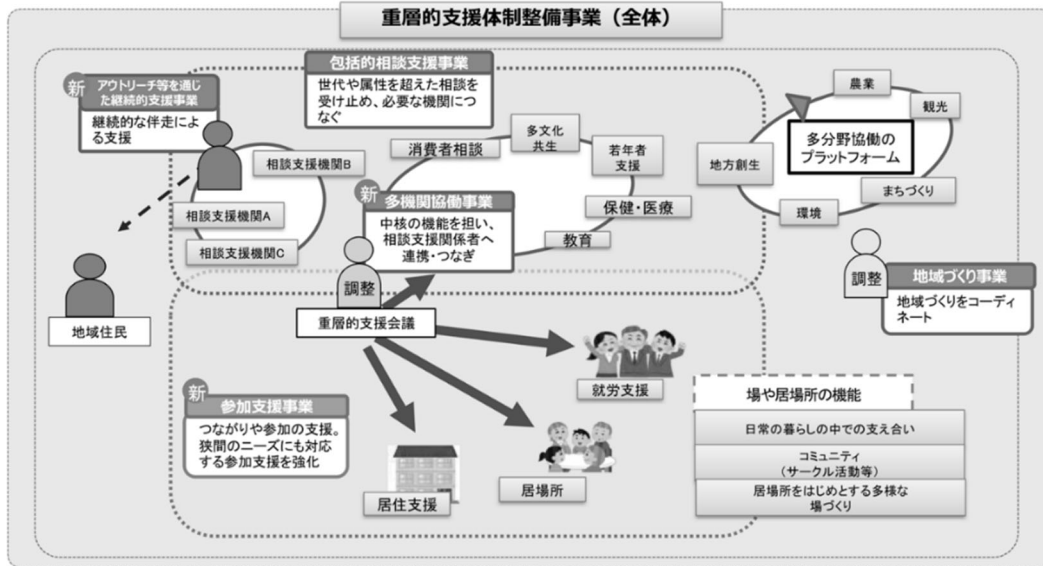 重層的支援体制整備事業（全体）
新
アウトリーチ等を通じ
た継続的支援事業
継続的な伴走によ
る支援
包括的相談支援事業
世代や属性を超えた相談を
受け止め、必要な機関につ
なぐ
相談支援機関B
相談支援機関A
相談支援機関C
消費者相談
多文化
共生
若年者
支援
保健・医療
教育
新
多機関協働事業
中核の機能を担い、
相談支援関係者へ
連携・つなぎ
調整
重層的支援会議
農業
観光
多分野協働の
プラットフォーム
地方創生
まちづくり
環境
調整
地域づくり事業
地域づくりをコーディ
ネート
地域住民
新
参加支援事業
つながりや参加の支援。
狭間のニーズにも対応
する参加支援を強化
就労支援
居場所
居住支援
場や居場所の機能
日常の暮らしの中での支え合い
コミュニティ
（サークル活動等）
居場所をはじめとする多様な
場づくり